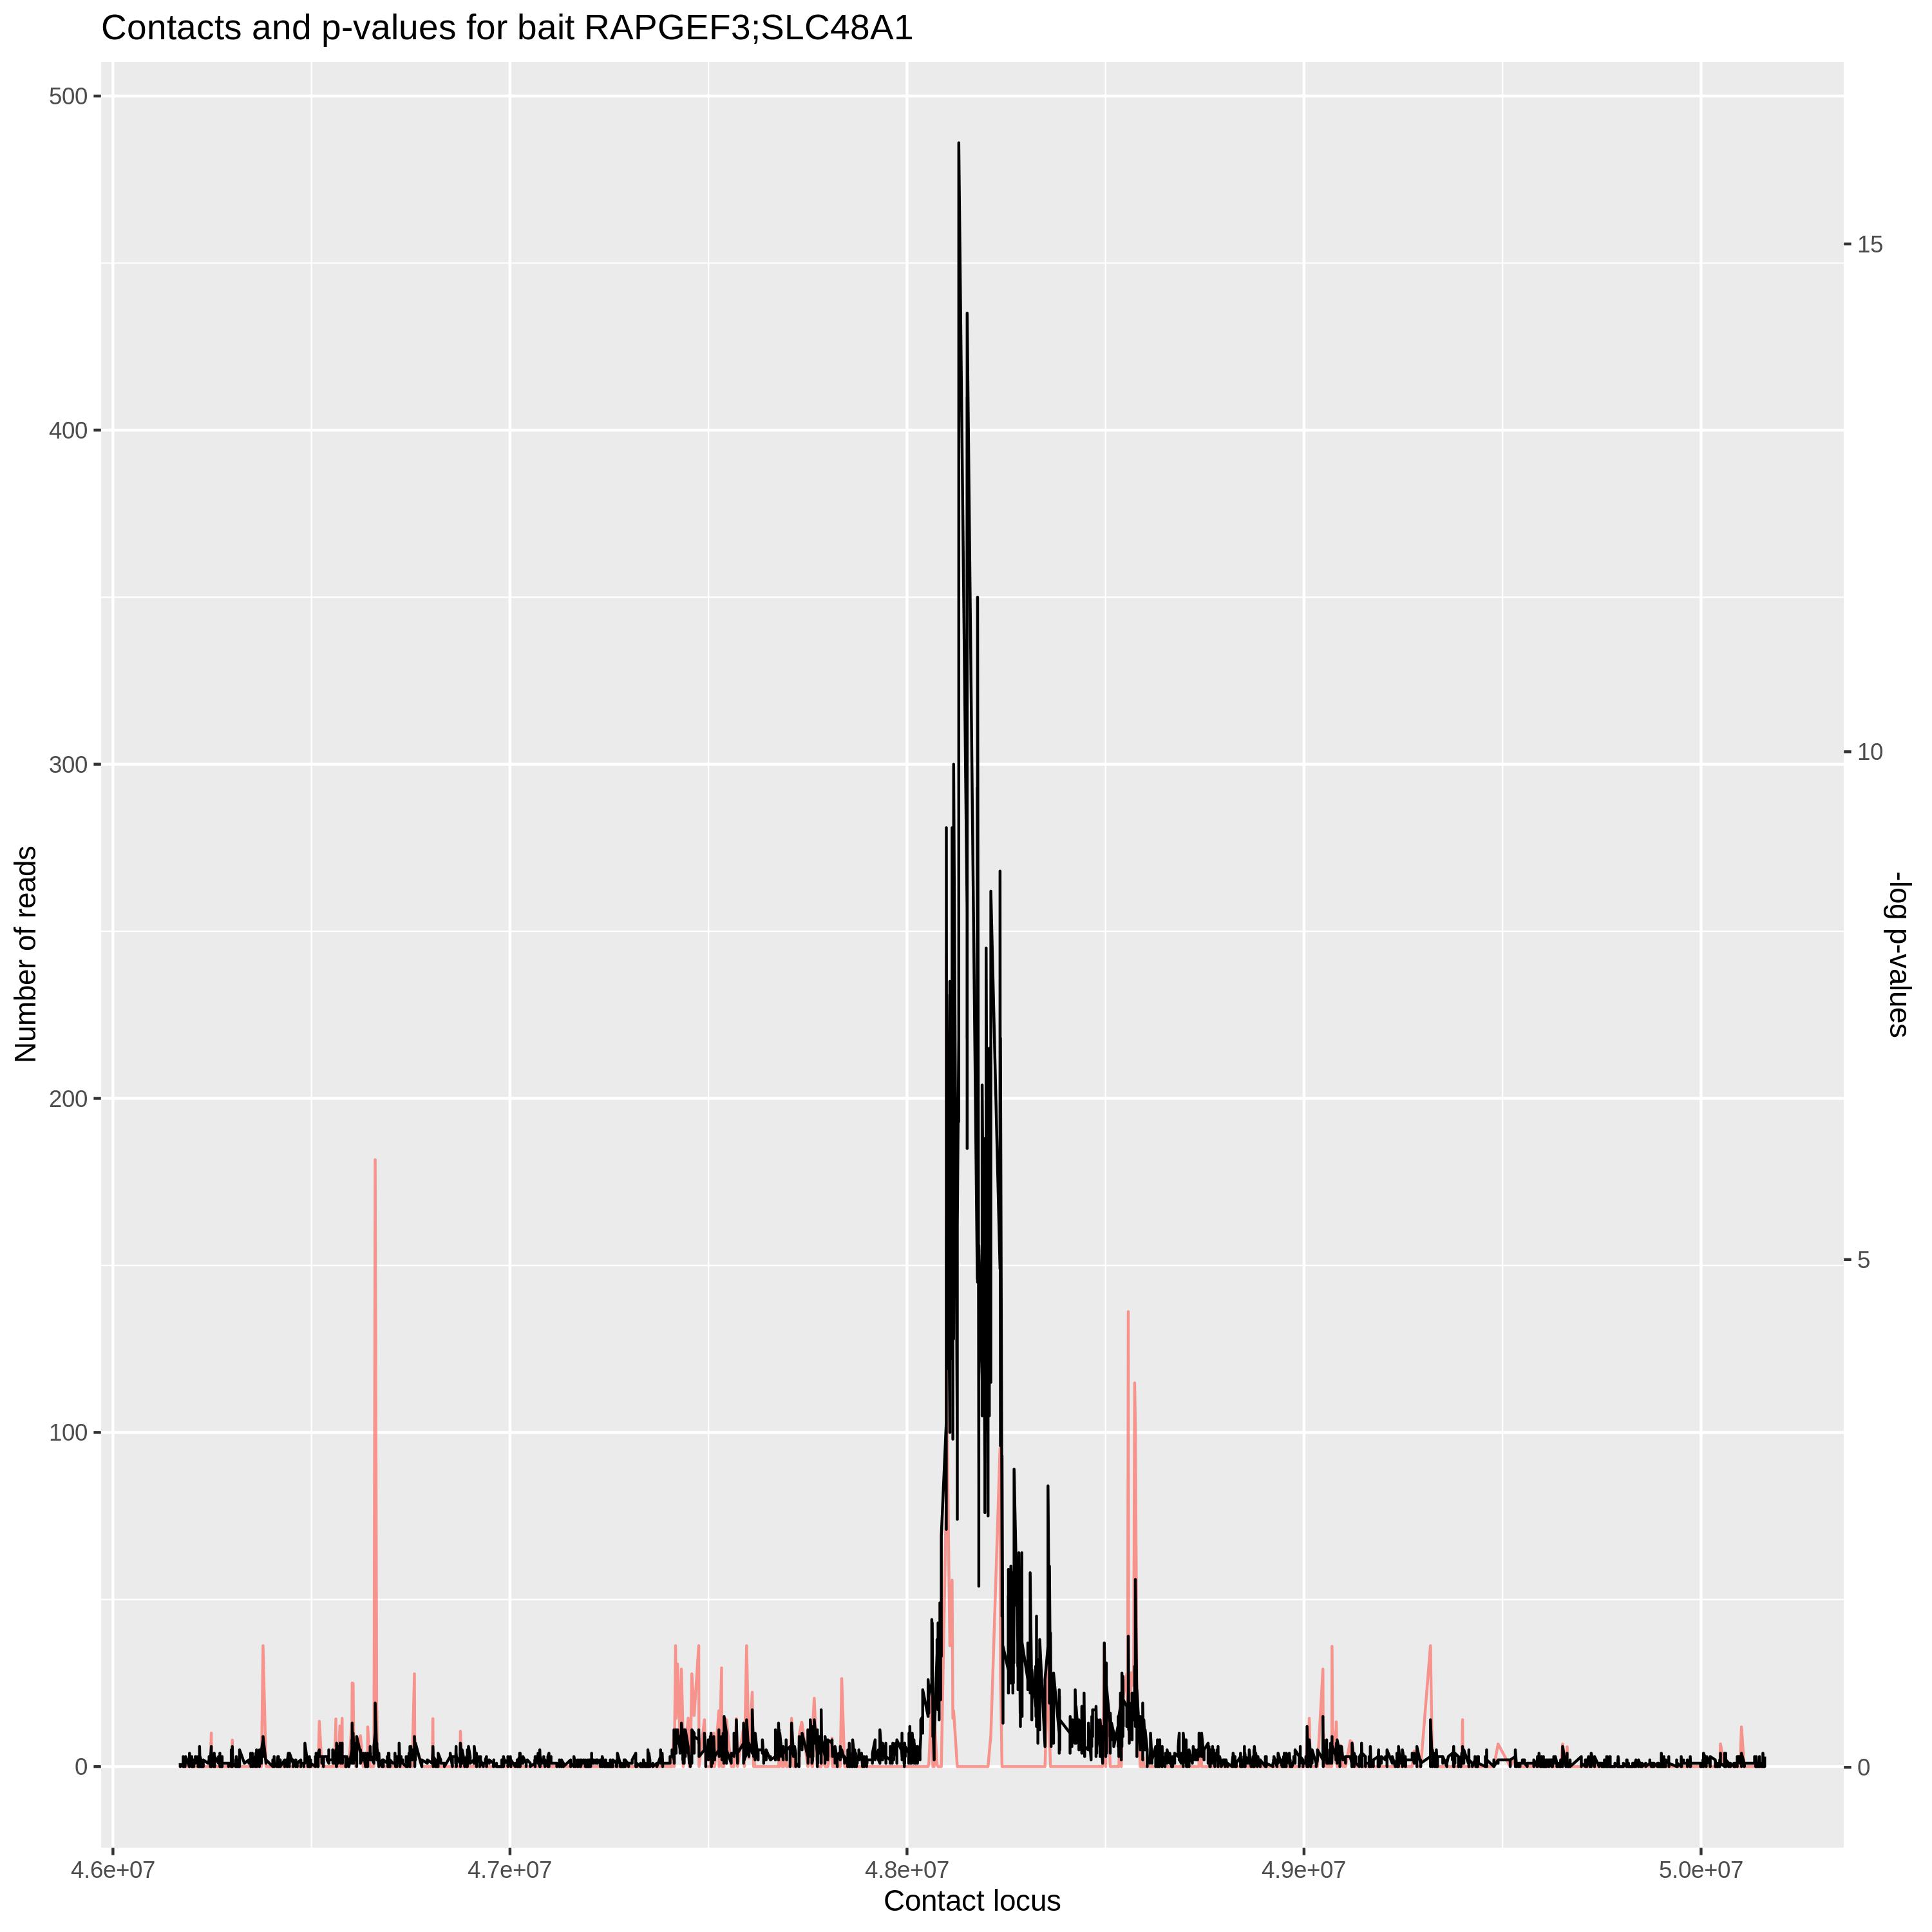 Contacts and p-values for bait RAPGEF3;SLC48A1
500
400
300
200
100
0
Number of reads
15
10
5
0
-log p-values
4.6e+07 4.7e+07 4.8e+07 4.9e+07 5.0e+07
Contact locus